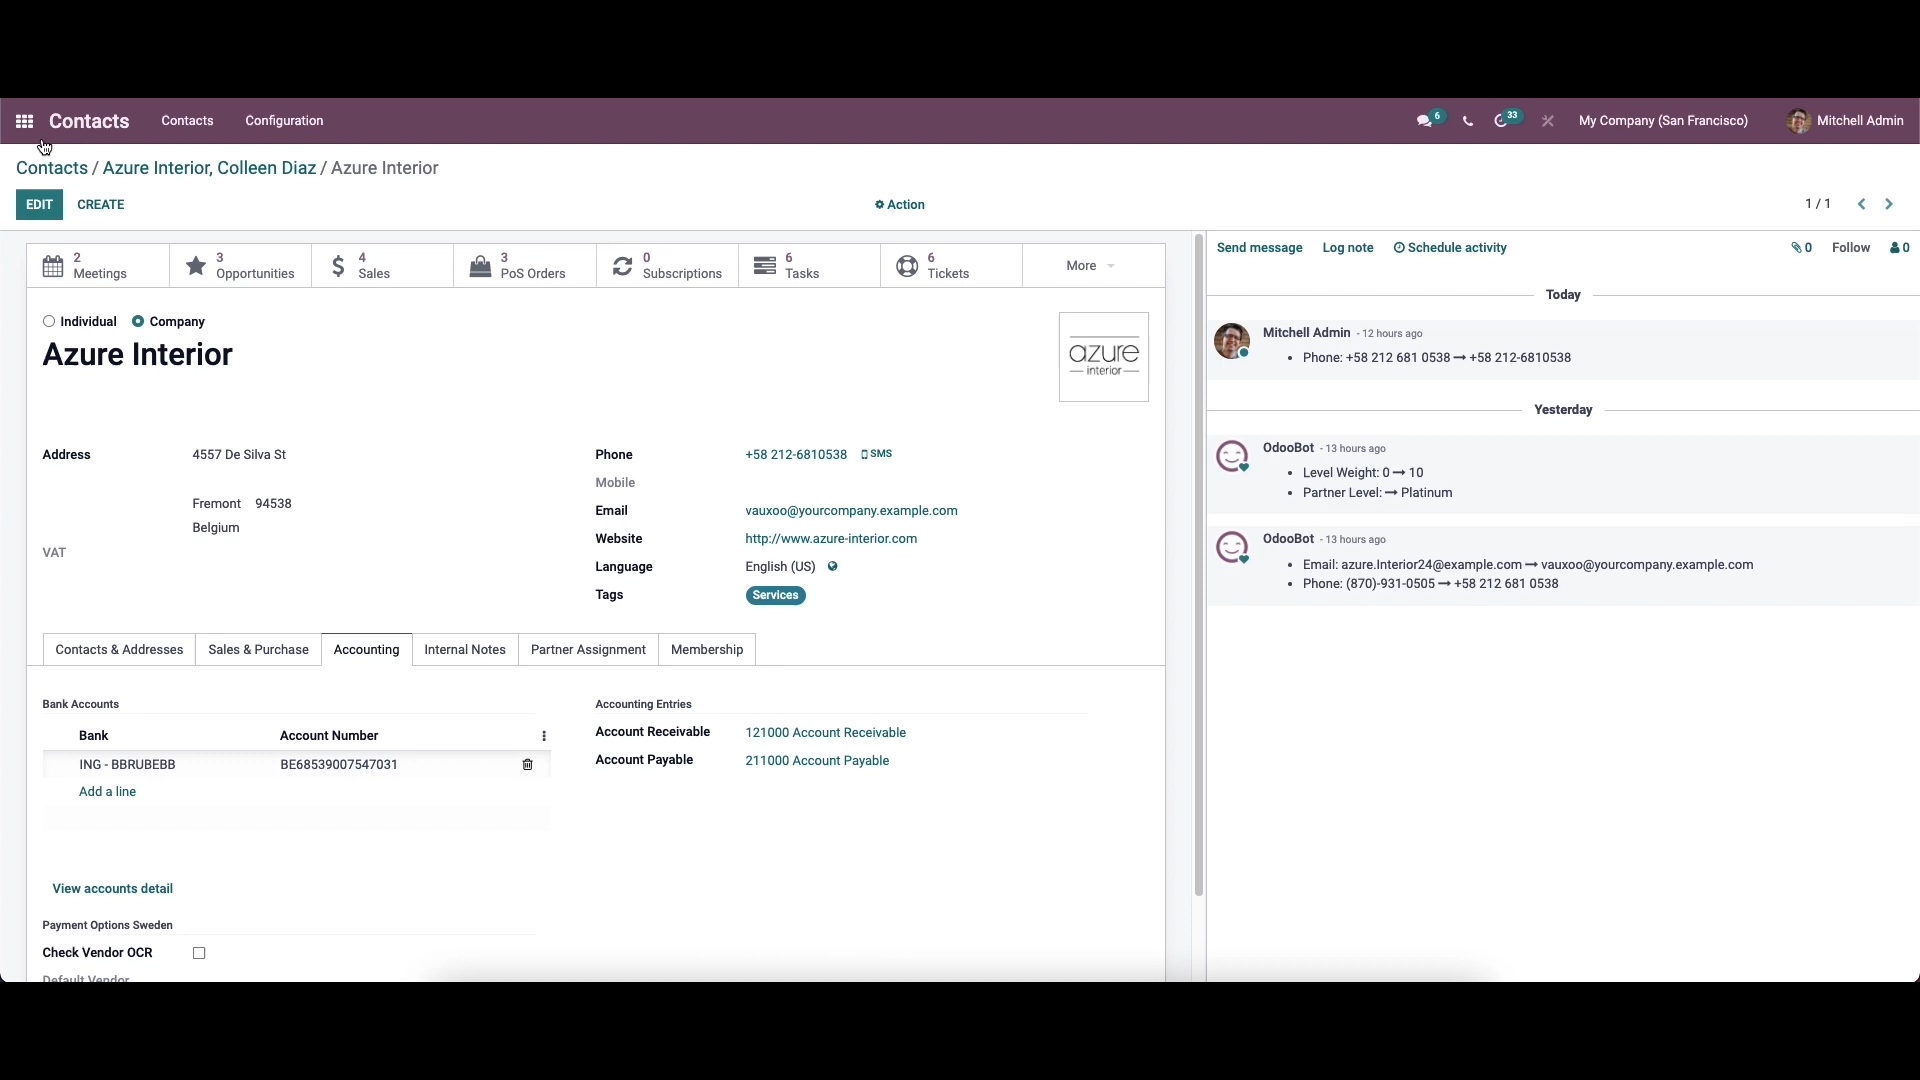 Contacts Contacts Configuration 6 33 My Company (San Francisco) Mitchell Admin
Contacts / Azure Interior, Colleen Diaz / Azure Interior
EDIT CREATE Action 1 / 1
2 Meetings
3 Opportunities
4 Sales
3 PoS Orders
0 Subscriptions
6 Tasks
6 Tickets
More
Individual Company
Azure Interior
azure
interior
Address 4557 De Silva St
Fremont 94538
Belgium
VAT
Phone +58 212-6810538 SMS
Mobile
Email vauxoo@yourcompany.example.com
Website http://www.azure-interior.com
Language English (US)
Tags Services
Contacts & Addresses Sales & Purchase Accounting Internal Notes Partner Assignment Membership
Bank Accounts
Bank Account Number
ING - BBRUBEBB BE68539007547031
Add a line
View accounts detail
Payment Options Sweden
Check Vendor OCR
Default Vendor
Accounting Entries
Account Receivable 121000 Account Receivable
Account Payable 211000 Account Payable
Send message Log note Schedule activity 0 Follow 0
Today
Mitchell Admin - 12 hours ago
• Phone: +58 212 681 0538 → +58 212-6810538
Yesterday
OdooBot - 13 hours ago
• Level Weight: 0 → 10
• Partner Level: → Platinum
OdooBot - 13 hours ago
• Email: azure.Interior24@example.com → vauxoo@yourcompany.example.com
• Phone: (870)-931-0505 → +58 212 681 0538